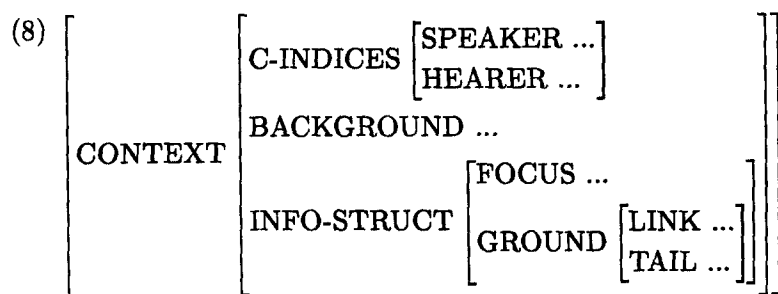 (8)
C-INDICES [SPEAKER ...
HEARER ...]
BACKGROUND ...
CONTEXT
FOCUS ...
INFO-STRUCT
GROUND [LINK ...
TAIL ...]